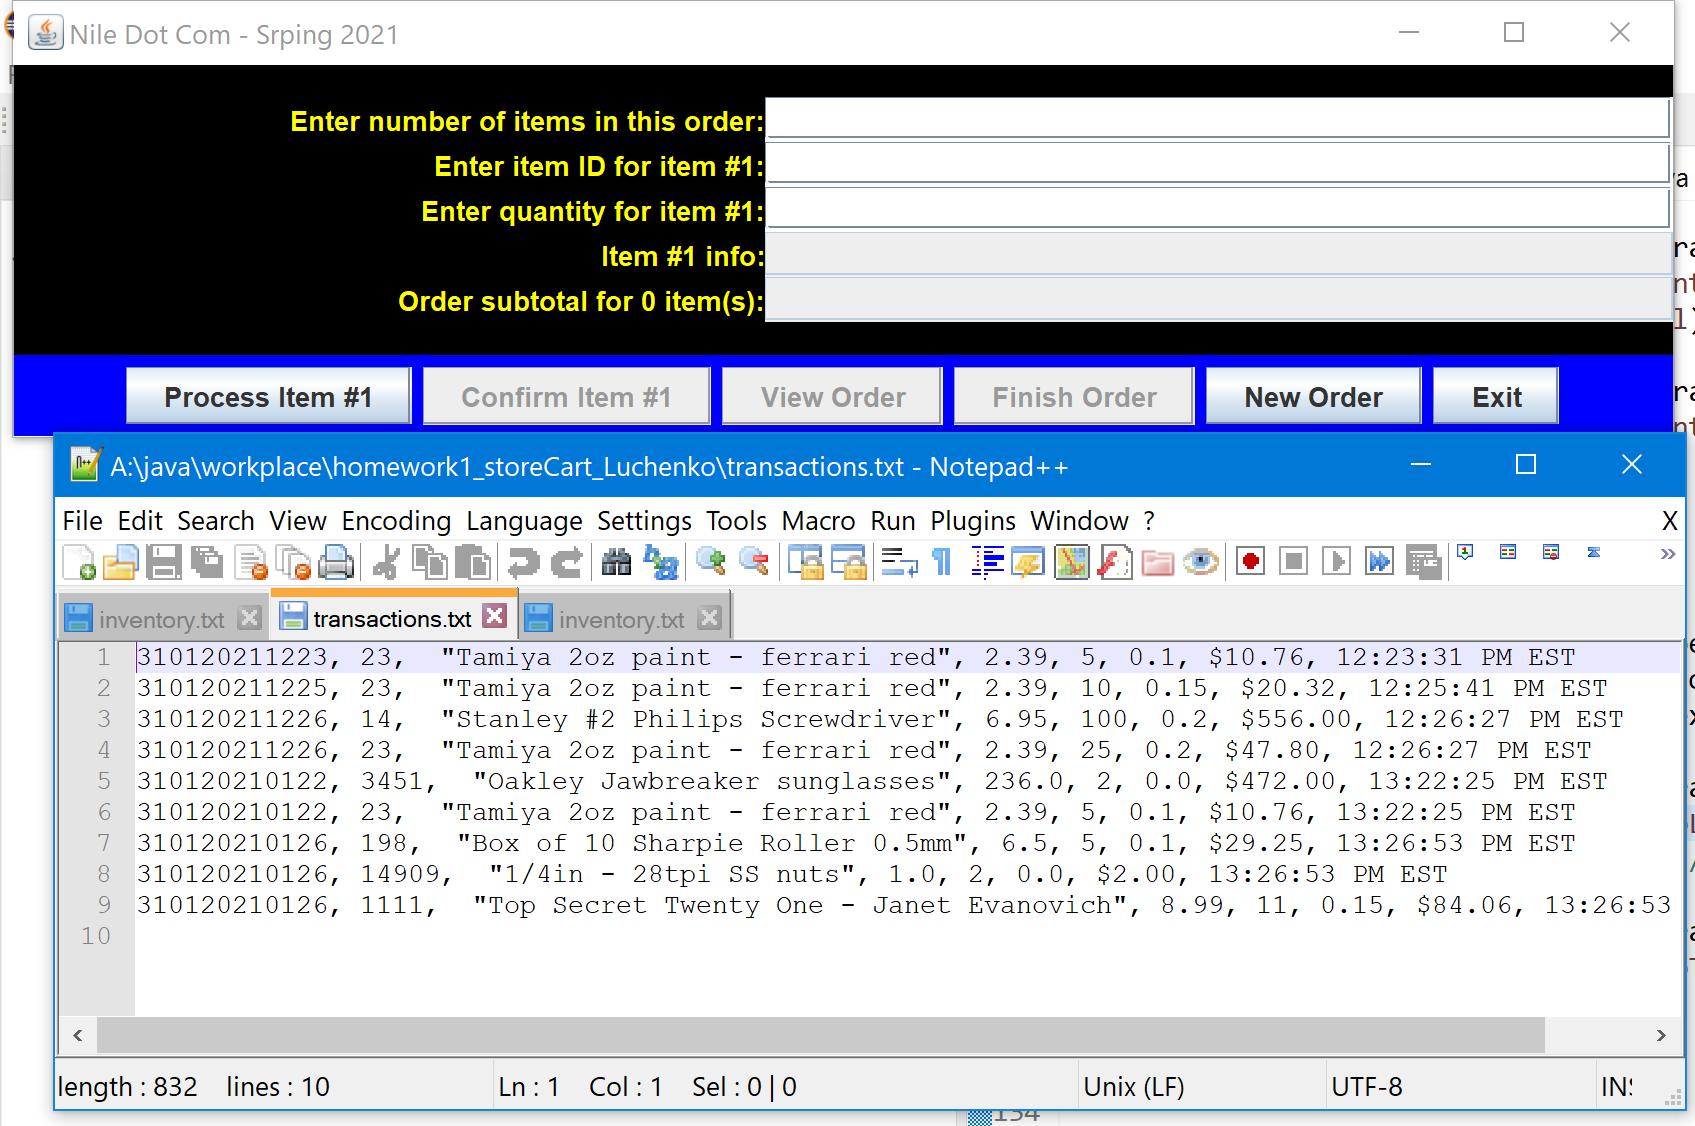 Nile Dot Com - Srping 2021
Enter number of items in this order:
Enter item ID for item #1:
Enter quantity for item #1:
Item #1 info:
Order subtotal for 0 item(s):
Process Item #1 Confirm Item #1 View Order Finish Order New Order Exit
A:\java\workplace\homework1_storeCart_Luchenko\transactions.txt - Notepad++
File Edit Search View Encoding Language Settings Tools Macro Run Plugins Window ? X
inventory.txt transactions.txt inventory.txt
1 310120211223, 23,  "Tamiya 2oz paint - ferrari red", 2.39, 5, 0.1, $10.76, 12:23:31 PM EST
2 310120211225, 23,  "Tamiya 2oz paint - ferrari red", 2.39, 10, 0.15, $20.32, 12:25:41 PM EST
3 310120211226, 14,  "Stanley #2 Philips Screwdriver", 6.95, 100, 0.2, $556.00, 12:26:27 PM EST
4 310120211226, 23,  "Tamiya 2oz paint - ferrari red", 2.39, 25, 0.2, $47.80, 12:26:27 PM EST
5 310120210122, 3451,  "Oakley Jawbreaker sunglasses", 236.0, 2, 0.0, $472.00, 13:22:25 PM EST
6 310120210122, 23,  "Tamiya 2oz paint - ferrari red", 2.39, 5, 0.1, $10.76, 13:22:25 PM EST
7 310120210126, 198,  "Box of 10 Sharpie Roller 0.5mm", 6.5, 5, 0.1, $29.25, 13:26:53 PM EST
8 310120210126, 14909,  "1/4in - 28tpi SS nuts", 1.0, 2, 0.0, $2.00, 13:26:53 PM EST
9 310120210126, 1111,  "Top Secret Twenty One - Janet Evanovich", 8.99, 11, 0.15, $84.06, 13:26:53
10
length : 832 lines : 10 Ln : 1 Col : 1 Sel : 0 | 0 Unix (LF) UTF-8